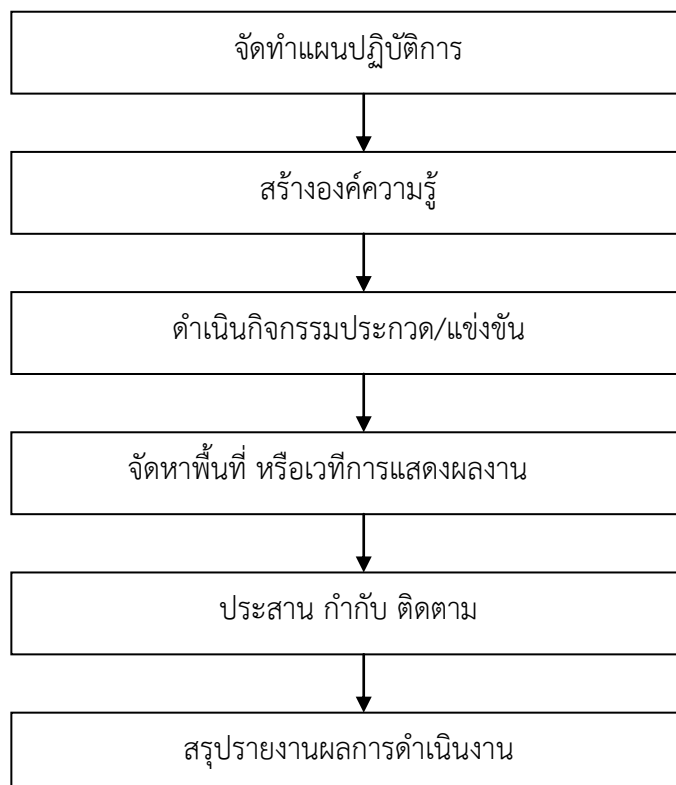 จัดทำแผนปฏิบัติการ
สร้างองค์ความรู้
ดำเนินกิจกรรมประกวด/แข่งขัน
จัดหาพื้นที่ หรือเวทีการแสดงผลงาน
ประสาน กำกับ ติดตาม
สรุปรายงานผลการดำเนินงาน